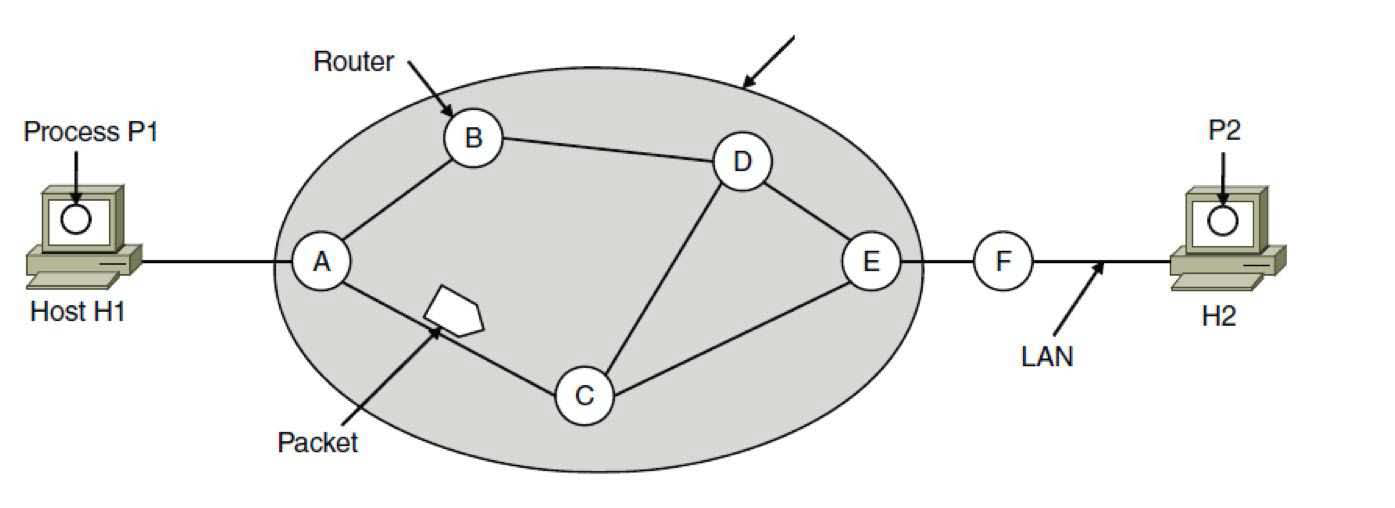 Router
Process P1
P2
B
D
A
E
F
Host H1
H2
LAN
C
Packet